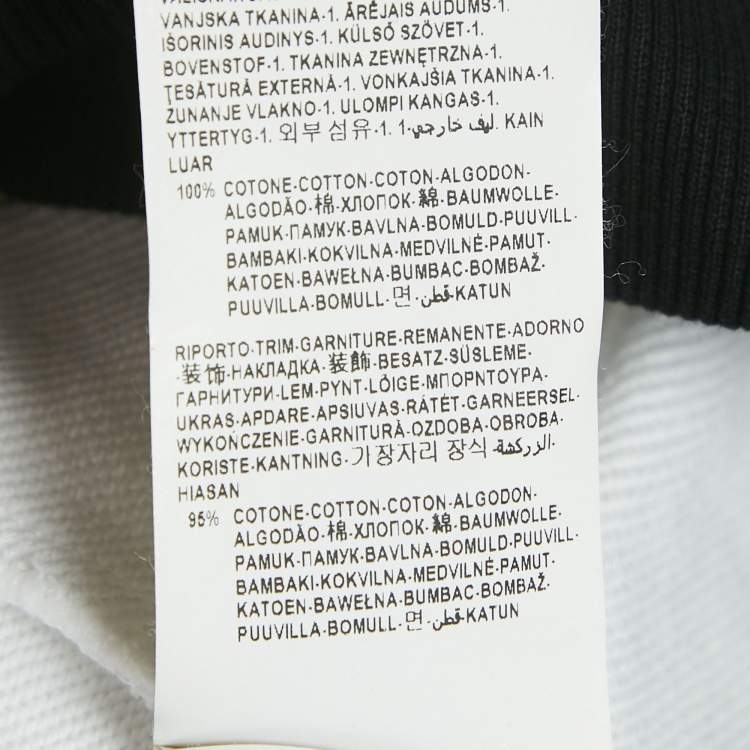 VANJSKA TKANINA-1. ĀRĒJAIS AUDUMS-1.
IŠORINIS AUDINYS-1. KÜLSŐ SZÖVET-1.
BOVENSTOF-1. TKANINA ZEWNĘTRZNA-1.
ŢESĂTURĂ EXTERNĂ-1. VONKAJŠIA TKANINA-1.
ZUNANJE VLAKNO-1. ULOMPI KANGAS-1.
YTTERTYG-1. 외부 섬유-1. ليف خارجي-1. KAIN
LUAR
100% COTONE-COTTON-COTON-ALGODON-
ALGODÃO-棉-ХЛОПОК-綿-BAUMWOLLE-
PAMUK-ПАМУК-BAVLNA-BOMULD-PUUVILL-
BAMBAKI-KOKVILNA-MEDVILNĖ-PAMUT-
KATOEN-BAWEŁNA-BUMBAC-BOMBAŽ-
PUUVILLA-BOMULL-면-قطن-KATUN
RIPORTO-TRIM-GARNITURE-REMANENTE-ADORNO
-装饰-НАКЛАДКА-装飾-BESATZ-SÜSLEME-
ГАРНИТУРИ-LEM-PYNT-LÕIGE-ΜΠΟΡΝΤΟΥΡΑ-
UKRAS-APDARE-APSIUVAS-RÁTÉT-GARNEERSEL-
WYKOŃCZENIE-GARNITURĂ-OZDOBA-OBROBA-
KORISTE-KANTNING-가장자리 장식-الزركشة-
HIASAN
95% COTONE-COTTON-COTON-ALGODON-
ALGODÃO-棉-ХЛОПОК-綿-BAUMWOLLE-
PAMUK-ПАМУК-BAVLNA-BOMULD-PUUVILL-
BAMBAKI-KOKVILNA-MEDVILNĖ-PAMUT-
KATOEN-BAWEŁNA-BUMBAC-BOMBAŽ-
PUUVILLA-BOMULL-면-قطن-KATUN